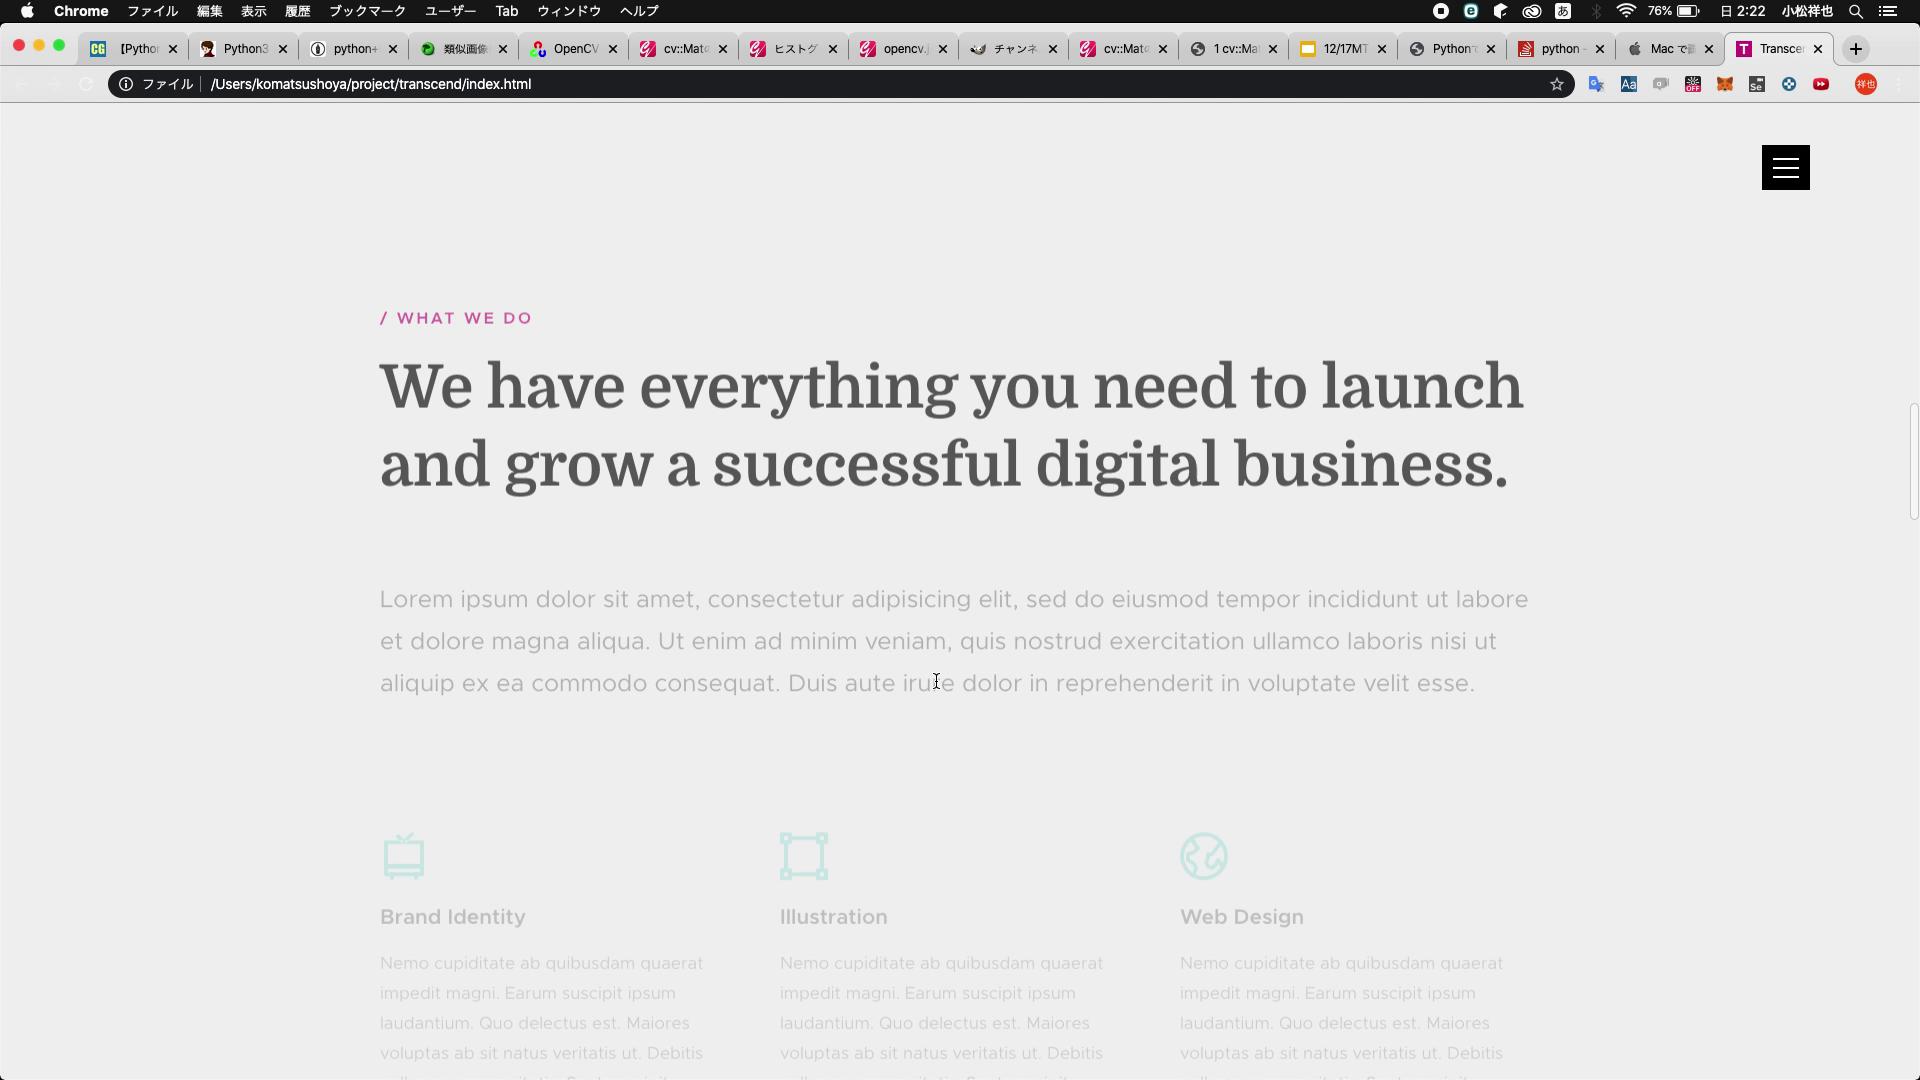 Chrome ファイル 編集 表示 履歴 ブックマーク ユーザー Tab ウィンドウ ヘルプ 76% 日 2:22 小松祥也
【Python Python3 python+ 類似画像 OpenCV cv::Mat ヒストグ opencv. チャンネ cv::Mat 1 cv::Ma 12/17MT Pythonで python - Mac で Transcen
ファイル /Users/komatsushoya/project/transcend/index.html 祥也
/ WHAT WE DO
We have everything you need to launch
and grow a successful digital business.
Lorem ipsum dolor sit amet, consectetur adipisicing elit, sed do eiusmod tempor incididunt ut labore
et dolore magna aliqua. Ut enim ad minim veniam, quis nostrud exercitation ullamco laboris nisi ut
aliquip ex ea commodo consequat. Duis aute irure dolor in reprehenderit in voluptate velit esse.
Brand Identity
Nemo cupiditate ab quibusdam quaerat
impedit magni. Earum suscipit ipsum
laudantium. Quo delectus est. Maiores
voluptas ab sit natus veritatis ut. Debitis
Illustration
Nemo cupiditate ab quibusdam quaerat
impedit magni. Earum suscipit ipsum
laudantium. Quo delectus est. Maiores
voluptas ab sit natus veritatis ut. Debitis
Web Design
Nemo cupiditate ab quibusdam quaerat
impedit magni. Earum suscipit ipsum
laudantium. Quo delectus est. Maiores
voluptas ab sit natus veritatis ut. Debitis